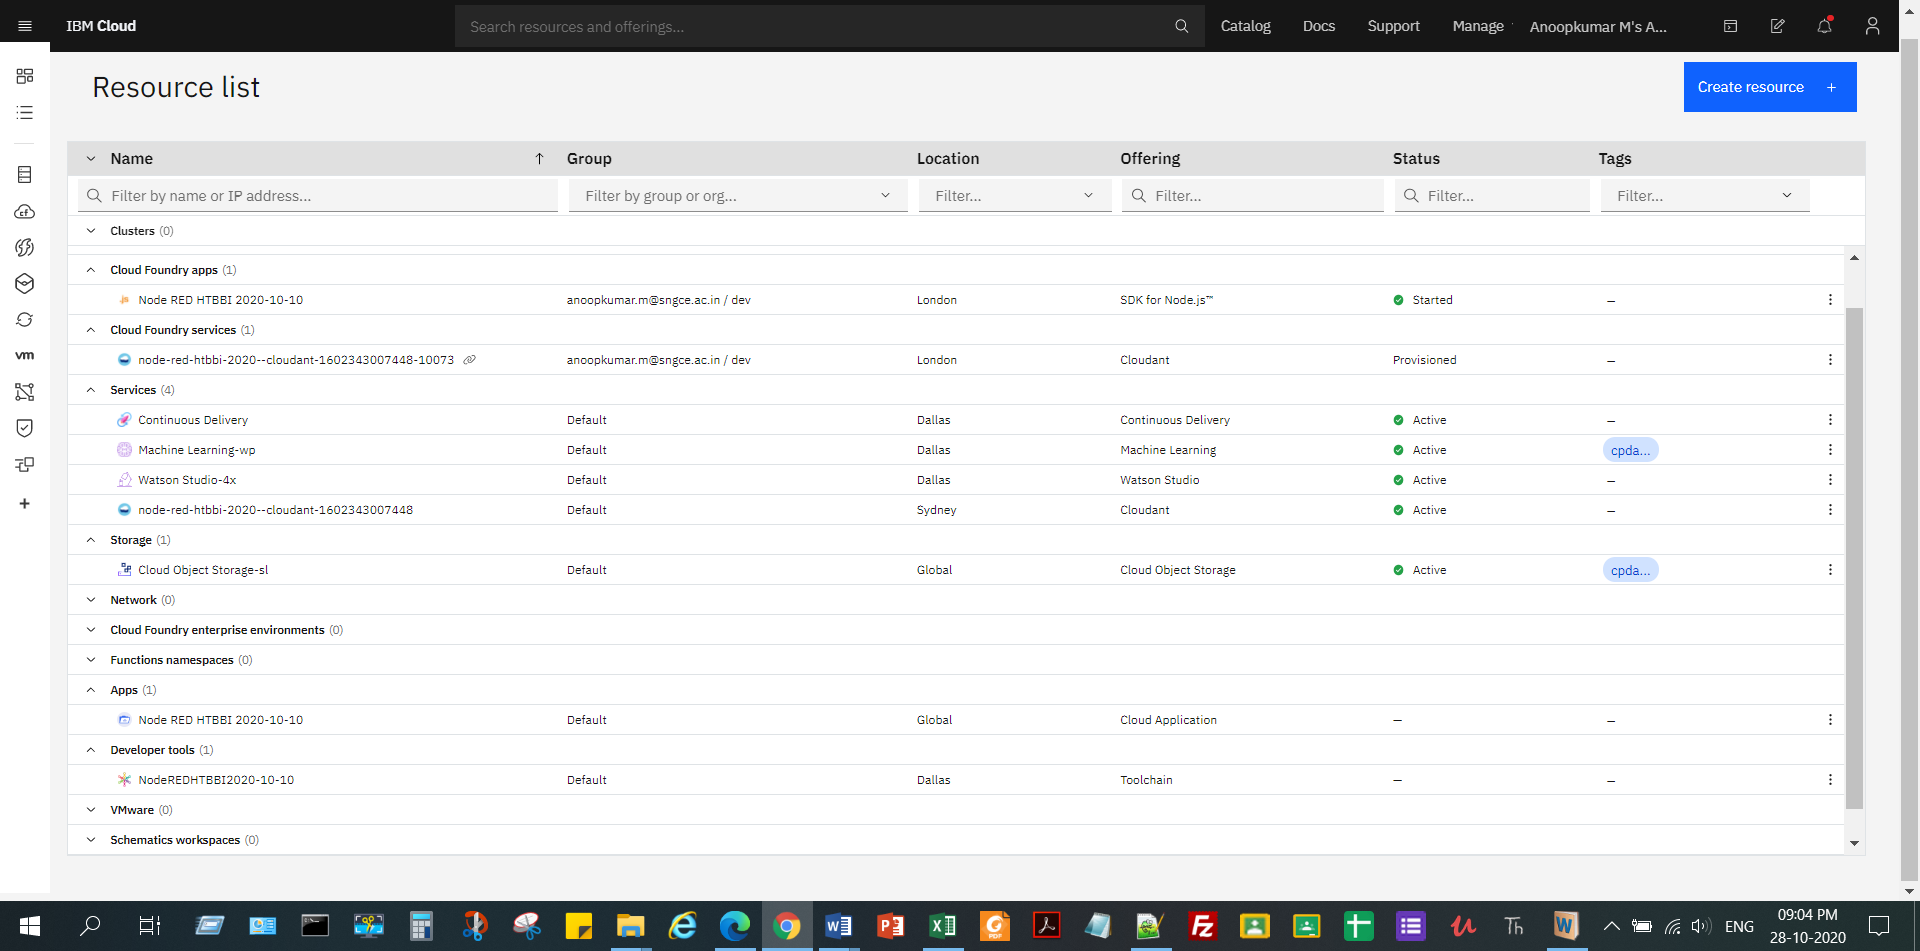 IBM Cloud
Search resources and offerings...
Catalog
Docs
Support
Manage
Anoopkumar M's A...
Resource list
Create resource +
Name Group Location Offering Status Tags
Filter by name or IP address... Filter by group or org... Filter... Filter... Filter... Filter...
Clusters (0)
Cloud Foundry apps (1)
Node RED HTBBI 2020-10-10 anoopkumar.m@sngce.ac.in / dev London SDK for Node.js™ Started –
Cloud Foundry services (1)
node-red-htbbi-2020--cloudant-1602343007448-10073 anoopkumar.m@sngce.ac.in / dev London Cloudant Provisioned –
Services (4)
Continuous Delivery Default Dallas Continuous Delivery Active –
Machine Learning-wp Default Dallas Machine Learning Active cpda...
Watson Studio-4x Default Dallas Watson Studio Active –
node-red-htbbi-2020--cloudant-1602343007448 Default Sydney Cloudant Active –
Storage (1)
Cloud Object Storage-sl Default Global Cloud Object Storage Active cpda...
Network (0)
Cloud Foundry enterprise environments (0)
Functions namespaces (0)
Apps (1)
Node RED HTBBI 2020-10-10 Default Global Cloud Application – –
Developer tools (1)
NodeREDHTBBI2020-10-10 Default Dallas Toolchain – –
VMware (0)
Schematics workspaces (0)
cf
vm
ENG
09:04 PM
28-10-2020